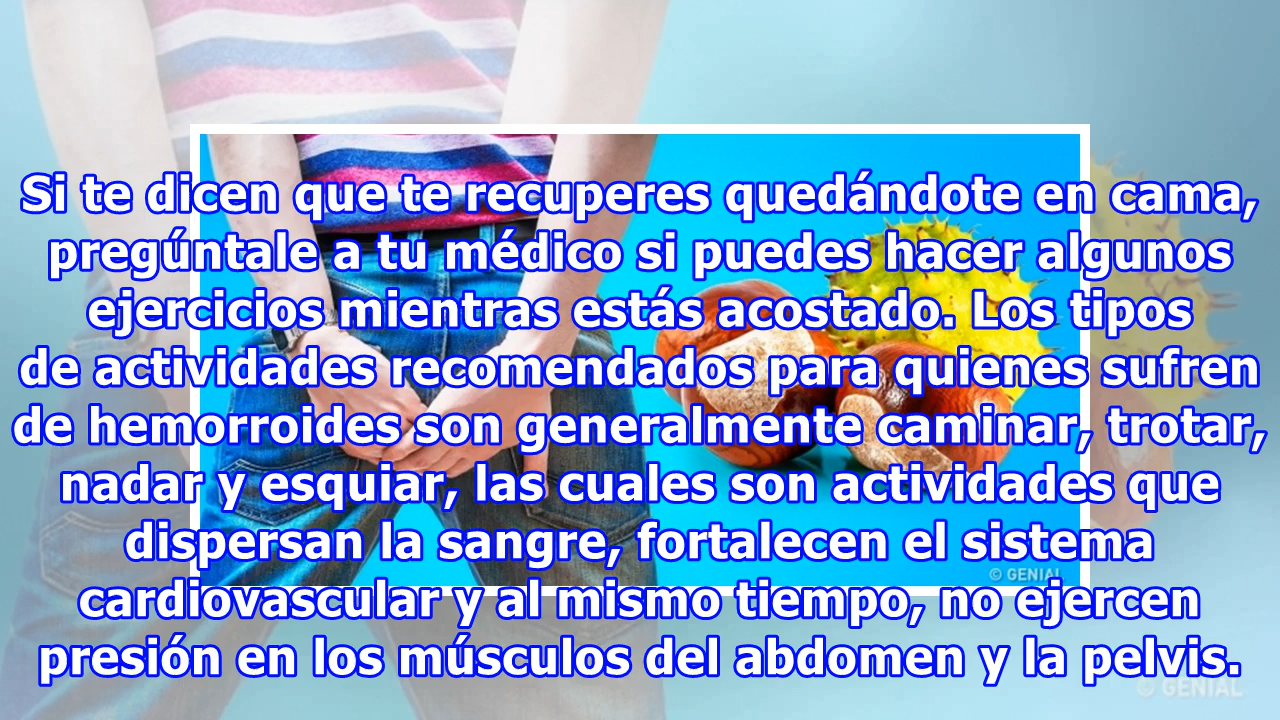 Si te dicen que te recuperes quedándote en cama,
pregúntale a tu médico si puedes hacer algunos
ejercicios mientras estás acostado. Los tipos
de actividades recomendados para quienes sufren
de hemorroides son generalmente caminar, trotar,
nadar y esquiar, las cuales son actividades que
dispersan la sangre, fortalecen el sistema
cardiovascular y al mismo tiempo, no ejercen
presión en los músculos del abdomen y la pelvis.
© GENIAL
© GENIAL